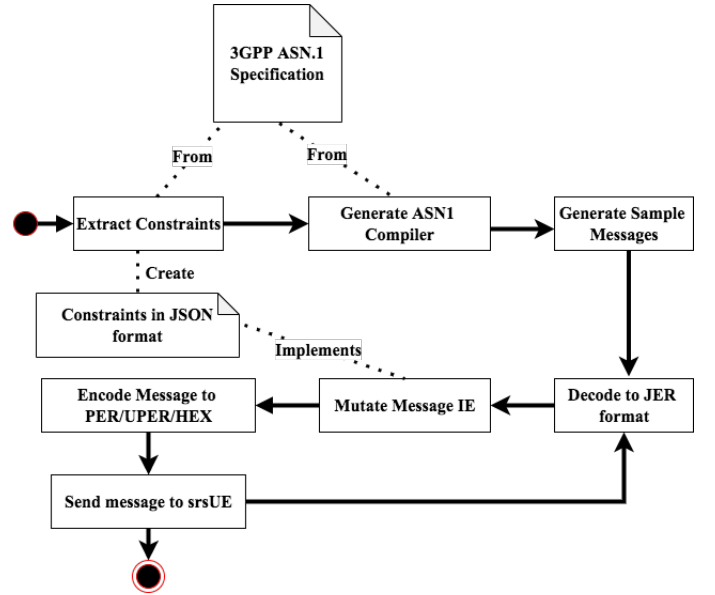 3GPP ASN.1
Specification
From
From
Extract Constraints
Generate ASN1
Compiler
Generate Sample
Messages
Create
Constraints in JSON
format
Implements
Encode Message to
PER/UPER/HEX
Mutate Message IE
Decode to JER
format
Send message to srsUE